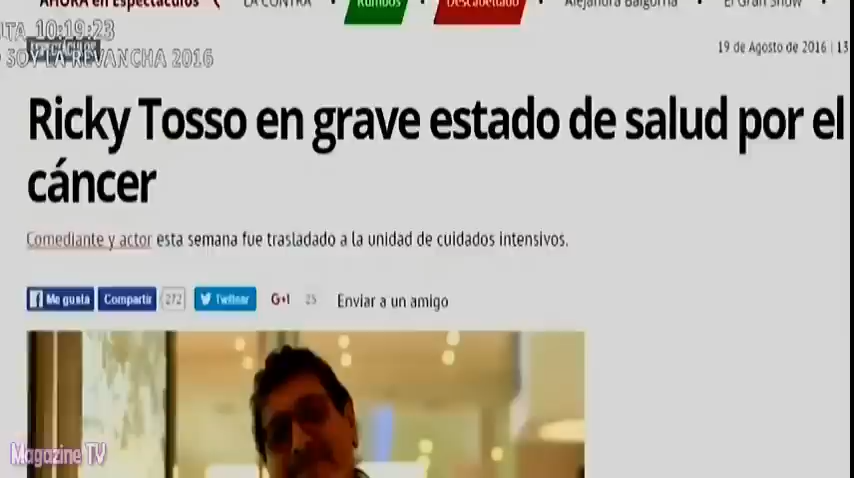 AHORA en Espectáculos
LA CONTRA
Rumbos
Descabellado
Alejandra Baigorria
El Gran Show
10:19:23
SOY LA REVANCHA 2016
19 de Agosto de 2016 | 13
Ricky Tosso en grave estado de salud por el
cáncer
Comediante y actor esta semana fue trasladado a la unidad de cuidados intensivos.
Me gusta Compartir 272 Twittear G+1 25 Enviar a un amigo
Magazine TV